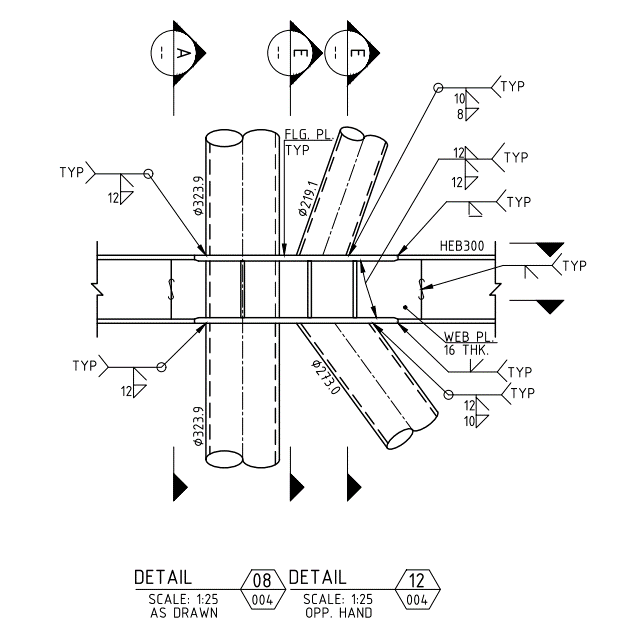 A
E
E
TYP
10
8
TYP
12
12
TYP
TYP
12
FLG. PL.
TYP
Ø323.9
Ø219.1
HEB300
TYP
WEB PL.
16 THK.
TYP
12
TYP
TYP
12
10
Ø273.0
Ø323.9
DETAIL
08
004
SCALE: 1:25
AS DRAWN
DETAIL
12
004
SCALE: 1:25
OPP. HAND